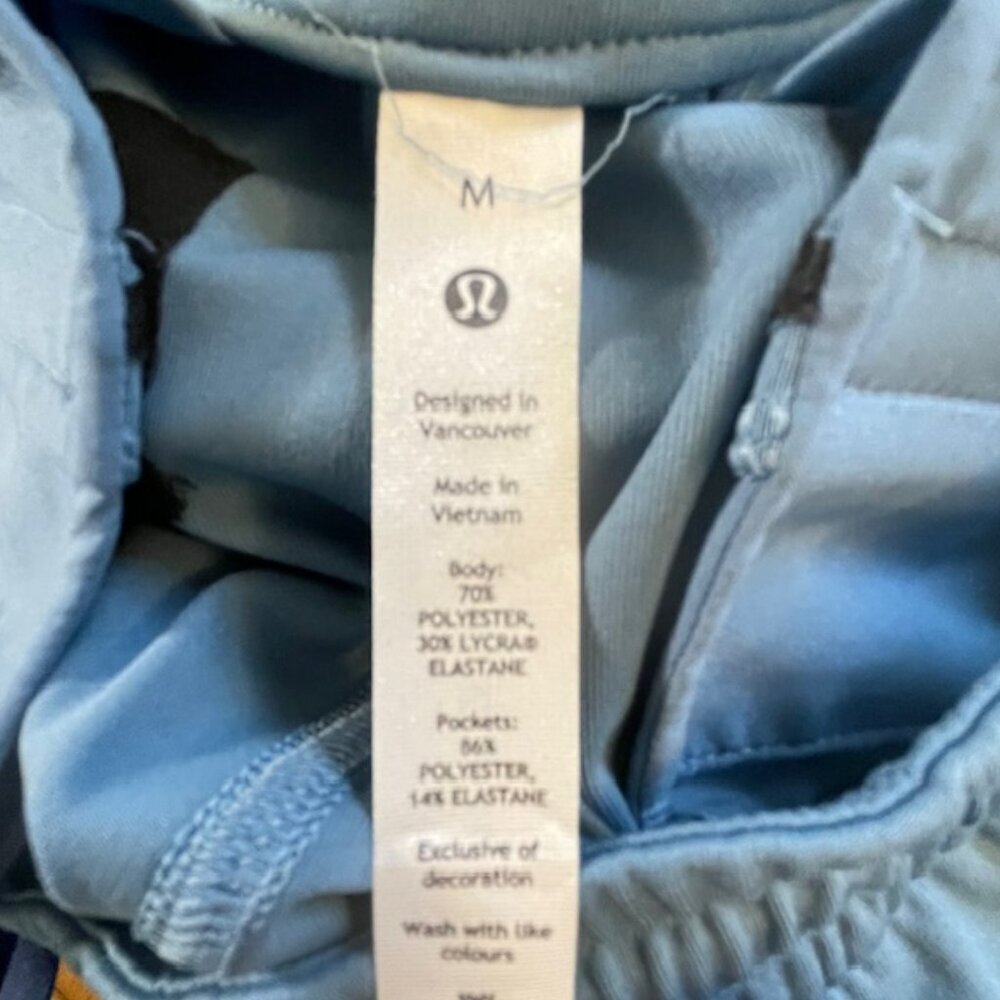 M
Designed in
Vancouver
Made in
Vietnam
Body:
70%
POLYESTER,
30% LYCRA®
ELASTANE
Pockets:
86%
POLYESTER,
14% ELASTANE
Exclusive of
decoration
Wash with like
colours